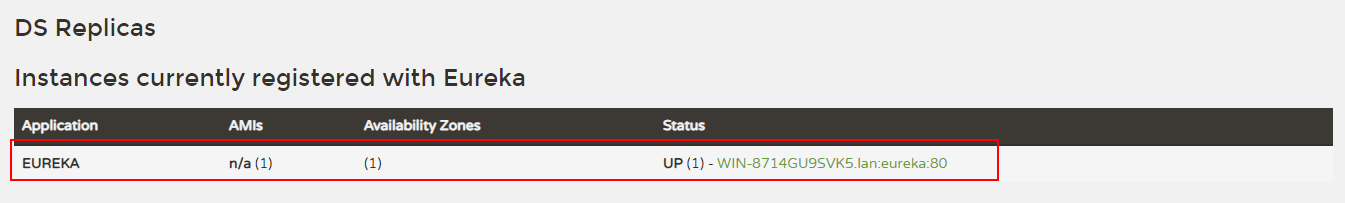 DS Replicas
Instances currently registered with Eureka
Application AMIs Availability Zones Status
EUREKA n/a (1) (1) UP (1) - WIN-8714GU9SVK5.lan:eureka:80